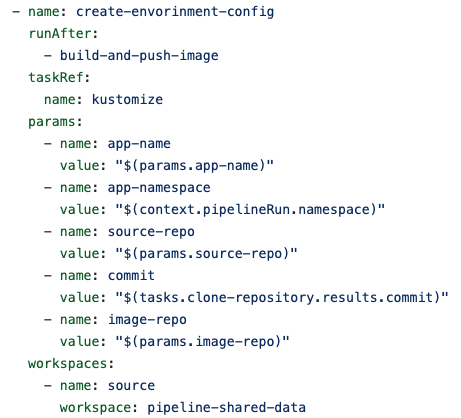 - name: create-envorinment-config
runAfter:
- build-and-push-image
taskRef:
name: kustomize
params:
- name: app-name
value: "$(params.app-name)"
- name: app-namespace
value: "$(context.pipelineRun.namespace)"
- name: source-repo
value: "$(params.source-repo)"
- name: commit
value: "$(tasks.clone-repository.results.commit)"
- name: image-repo
value: "$(params.image-repo)"
workspaces:
- name: source
workspace: pipeline-shared-data